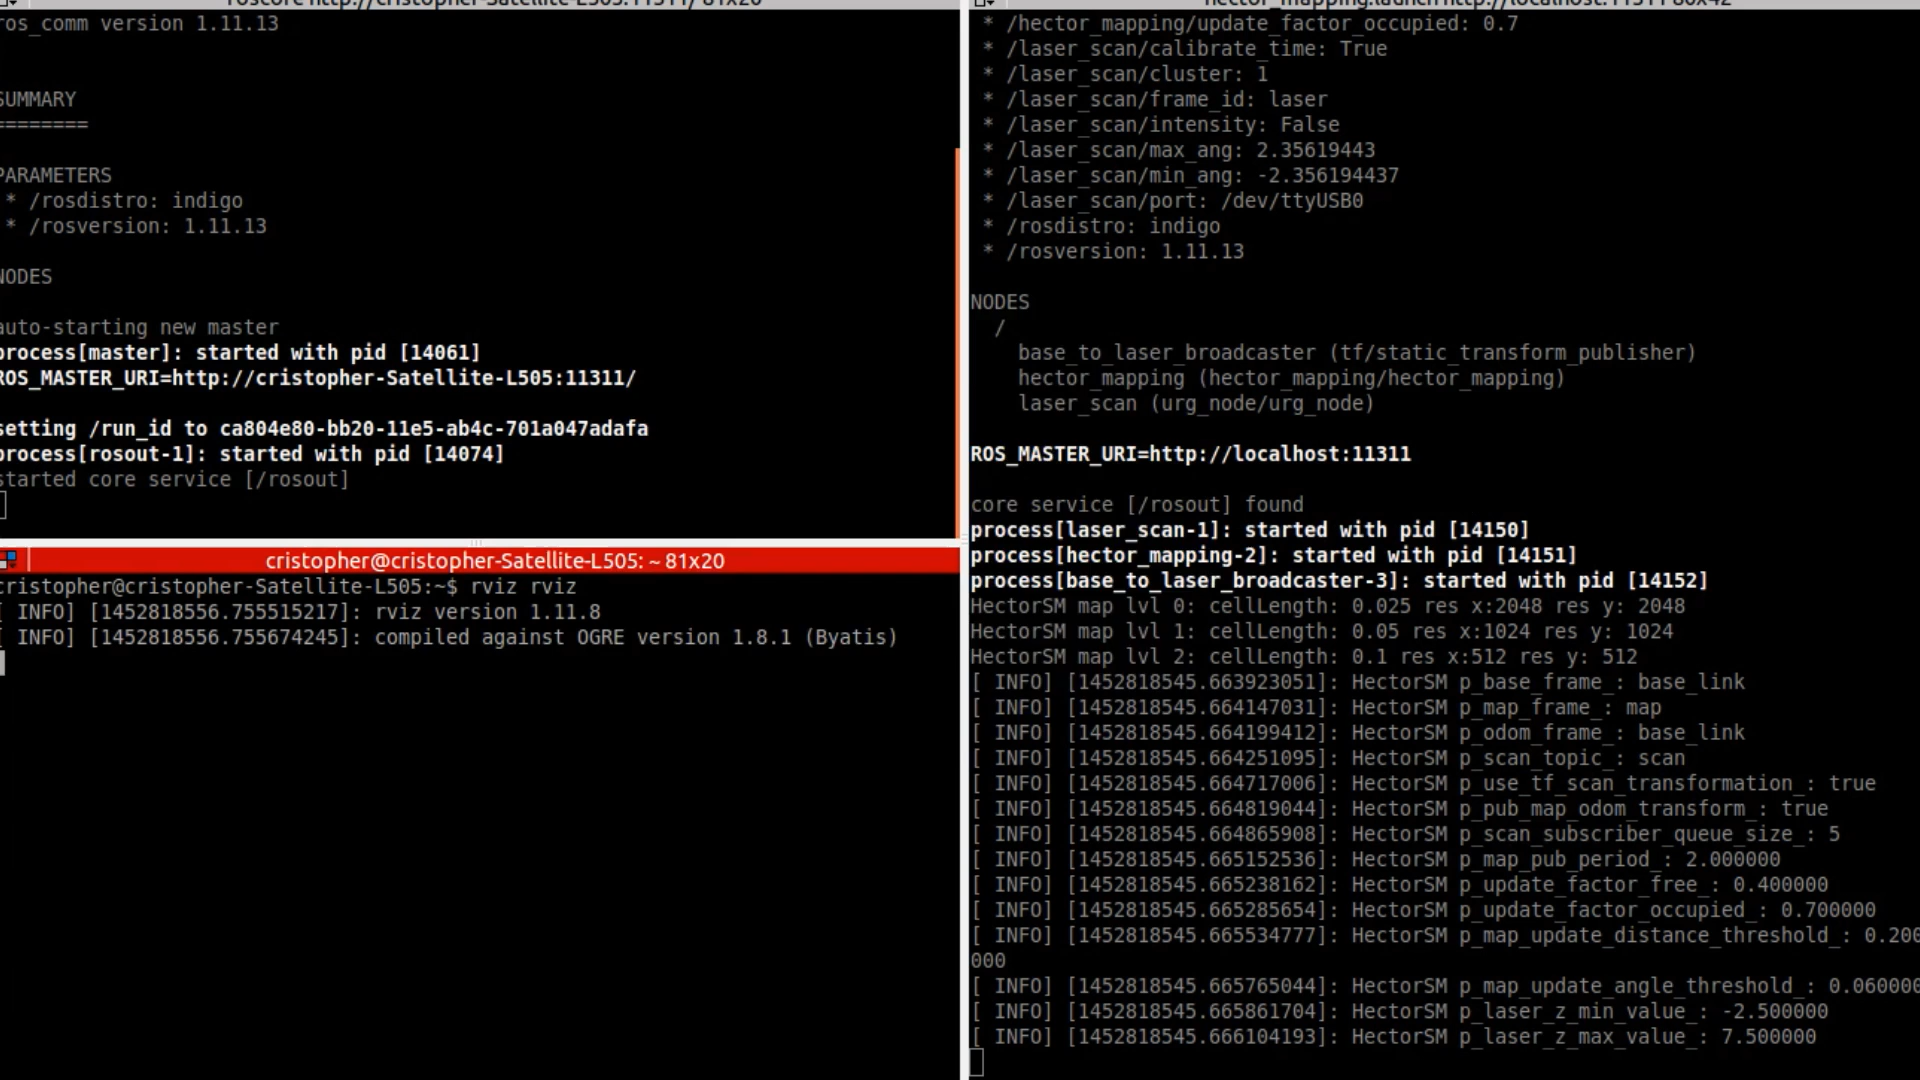 roscore http://cristopher-Satellite-L505:11311/ 81x20
ros_comm version 1.11.13
SUMMARY
========
PARAMETERS
* /rosdistro: indigo
* /rosversion: 1.11.13
NODES
auto-starting new master
process[master]: started with pid [14061]
ROS_MASTER_URI=http://cristopher-Satellite-L505:11311/
setting /run_id to ca804e80-bb20-11e5-ab4c-701a047adafa
process[rosout-1]: started with pid [14074]
started core service [/rosout]
cristopher@cristopher-Satellite-L505: ~ 81x20
cristopher@cristopher-Satellite-L505:~$ rviz rviz
[ INFO] [1452818556.755515217]: rviz version 1.11.8
[ INFO] [1452818556.755674245]: compiled against OGRE version 1.8.1 (Byatis)
hector_mapping.launch http://localhost:11311 80x42
* /hector_mapping/update_factor_occupied: 0.7
* /laser_scan/calibrate_time: True
* /laser_scan/cluster: 1
* /laser_scan/frame_id: laser
* /laser_scan/intensity: False
* /laser_scan/max_ang: 2.35619443
* /laser_scan/min_ang: -2.356194437
* /laser_scan/port: /dev/ttyUSB0
* /rosdistro: indigo
* /rosversion: 1.11.13
NODES
/
base_to_laser_broadcaster (tf/static_transform_publisher)
hector_mapping (hector_mapping/hector_mapping)
laser_scan (urg_node/urg_node)
ROS_MASTER_URI=http://localhost:11311
core service [/rosout] found
process[laser_scan-1]: started with pid [14150]
process[hector_mapping-2]: started with pid [14151]
process[base_to_laser_broadcaster-3]: started with pid [14152]
HectorSM map lvl 0: cellLength: 0.025 res x:2048 res y: 2048
HectorSM map lvl 1: cellLength: 0.05 res x:1024 res y: 1024
HectorSM map lvl 2: cellLength: 0.1 res x:512 res y: 512
[ INFO] [1452818545.663923051]: HectorSM p_base_frame_: base_link
[ INFO] [1452818545.664147031]: HectorSM p_map_frame_: map
[ INFO] [1452818545.664199412]: HectorSM p_odom_frame_: base_link
[ INFO] [1452818545.664251095]: HectorSM p_scan_topic_: scan
[ INFO] [1452818545.664717006]: HectorSM p_use_tf_scan_transformation_: true
[ INFO] [1452818545.664819044]: HectorSM p_pub_map_odom_transform_: true
[ INFO] [1452818545.664865908]: HectorSM p_scan_subscriber_queue_size_: 5
[ INFO] [1452818545.665152536]: HectorSM p_map_pub_period_: 2.000000
[ INFO] [1452818545.665238162]: HectorSM p_update_factor_free_: 0.400000
[ INFO] [1452818545.665285654]: HectorSM p_update_factor_occupied_: 0.700000
[ INFO] [1452818545.665534777]: HectorSM p_map_update_distance_threshold_: 0.200
000
[ INFO] [1452818545.665765044]: HectorSM p_map_update_angle_threshold_: 0.060000
[ INFO] [1452818545.665861704]: HectorSM p_laser_z_min_value_: -2.500000
[ INFO] [1452818545.666104193]: HectorSM p_laser_z_max_value_: 7.500000